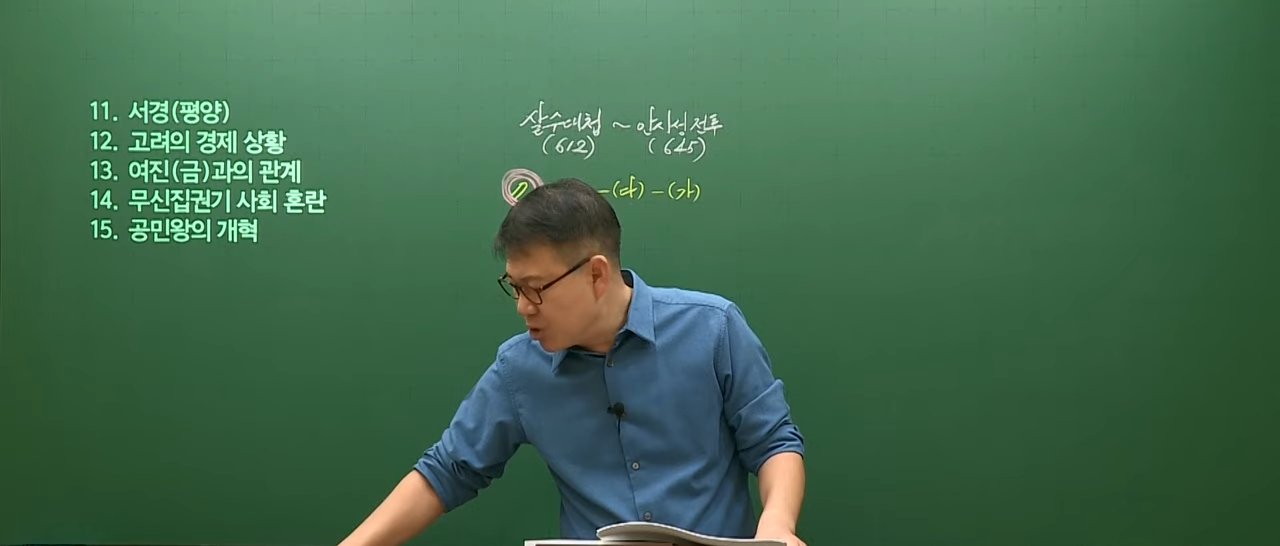 11. 서경(평양)
12. 고려의 경제 상황
13. 여진(금)과의 관계
14. 무신집권기 사회 혼란
15. 공민왕의 개혁
살수대첩 ~ 안시성 전투
(612) (645)
-(다)-(가)